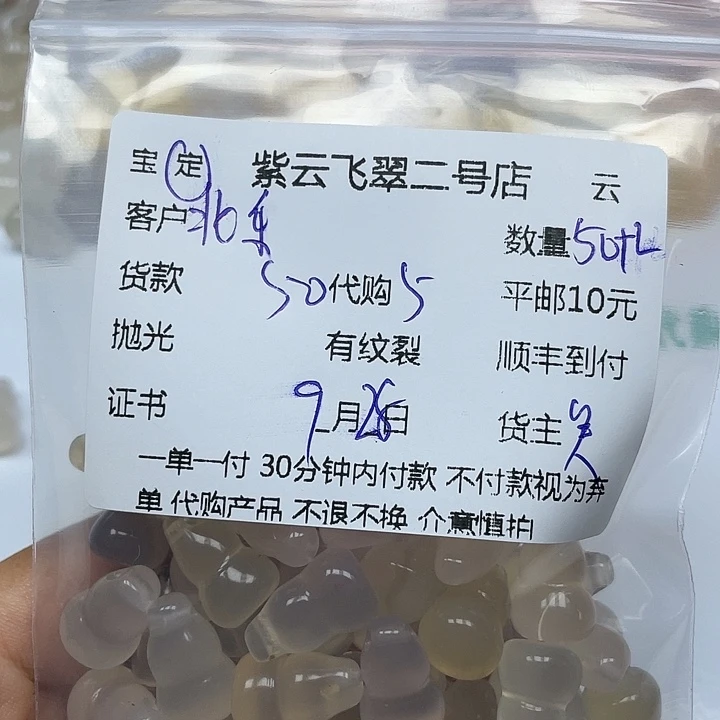 宝 定 紫云飞翠二号店 云
客户 数量50
货款 50代购5 平邮10元
抛光 有纹裂 顺丰到付
证书 9月26日 货主
一单一付 30分钟内付款 不付款视为弃
单 代购产品 不退不换 介意慎拍